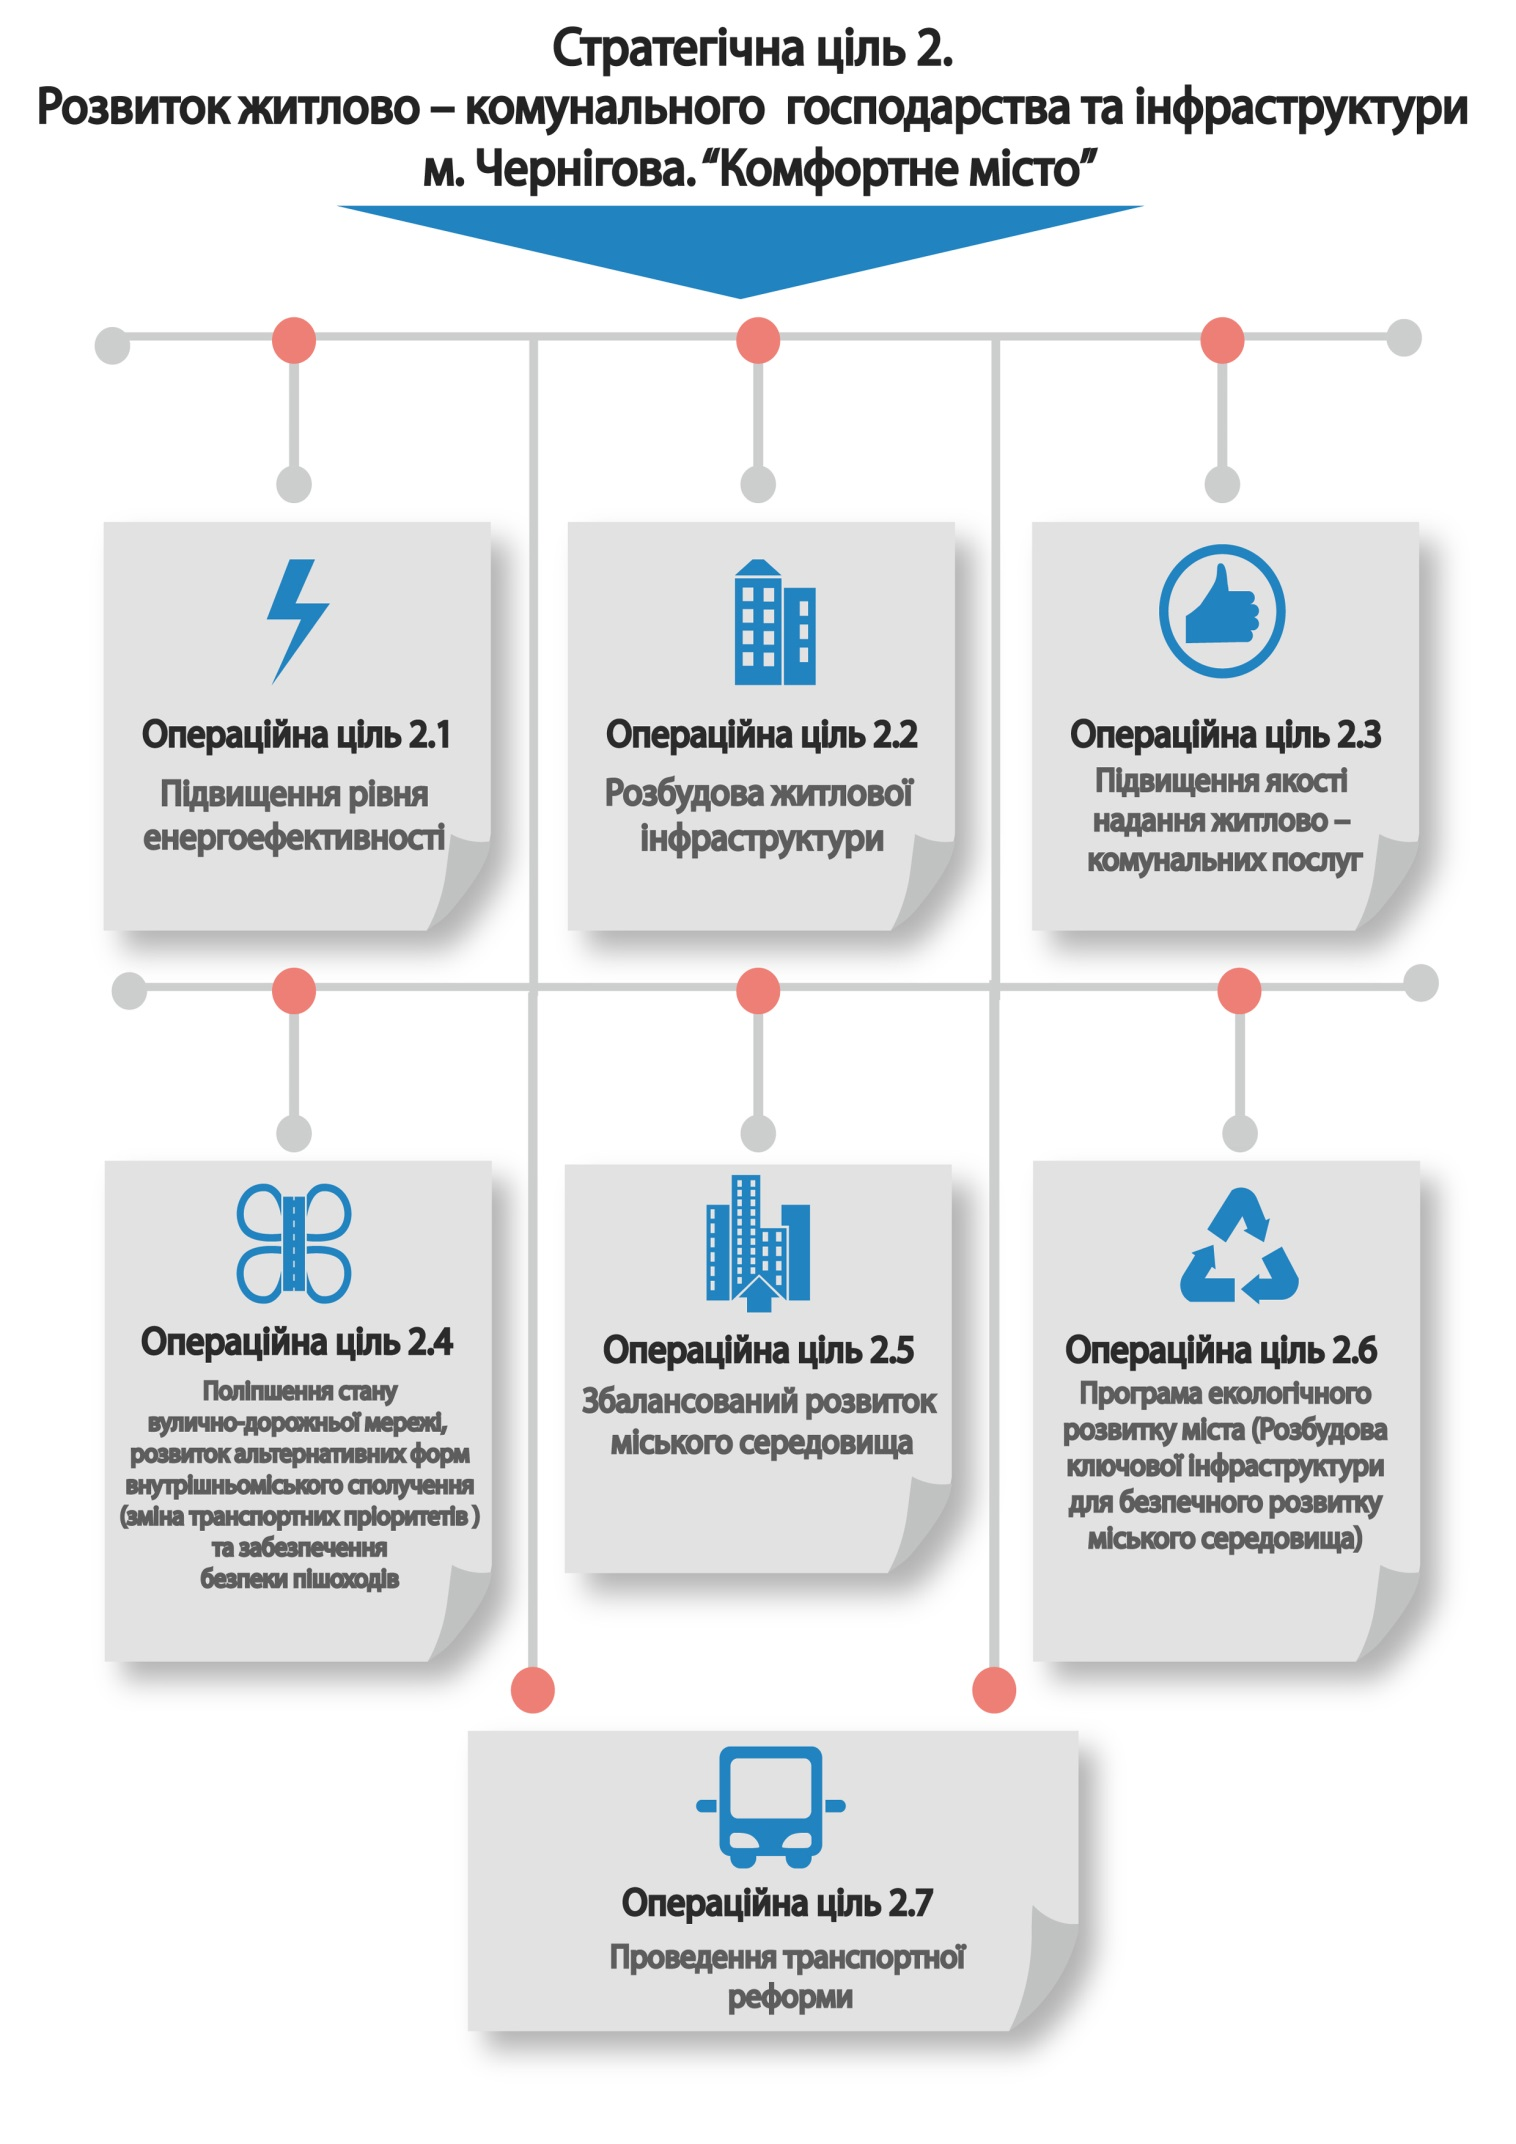 Стратегічна ціль 2.
Розвиток житлово – комунального господарства та інфраструктури
м. Чернігова. “Комфортне місто”
Операційна ціль 2.1
Підвищення рівня
енергоефективності
Операційна ціль 2.2
Розбудова житлової
інфраструктури
Операційна ціль 2.3
Підвищення якості
надання житлово –
комунальних послуг
Операційна ціль 2.4
Поліпшення стану
вулично-дорожньої мережі,
розвиток альтернативних форм
внутрішньоміського сполучення
(зміна транспортних пріоритетів )
та забезпечення
безпеки пішоходів
Операційна ціль 2.5
Збалансований розвиток
міського середовища
Операційна ціль 2.6
Програма екологічного
розвитку міста (Розбудова
ключової інфраструктури
для безпечного розвитку
міського середовища)
Операційна ціль 2.7
Проведення транспортної
реформи